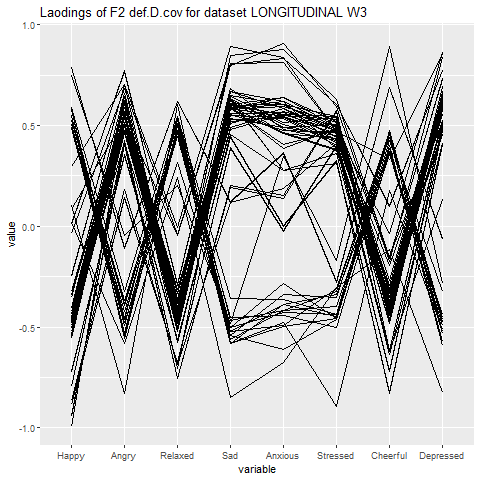 Laodings of F2 def.D.cov for dataset LONGITUDINAL W3
1.0
0.5
0.0
-0.5
-1.0
value
Happy Angry Relaxed Sad Anxious Stressed Cheerful Depressed
variable